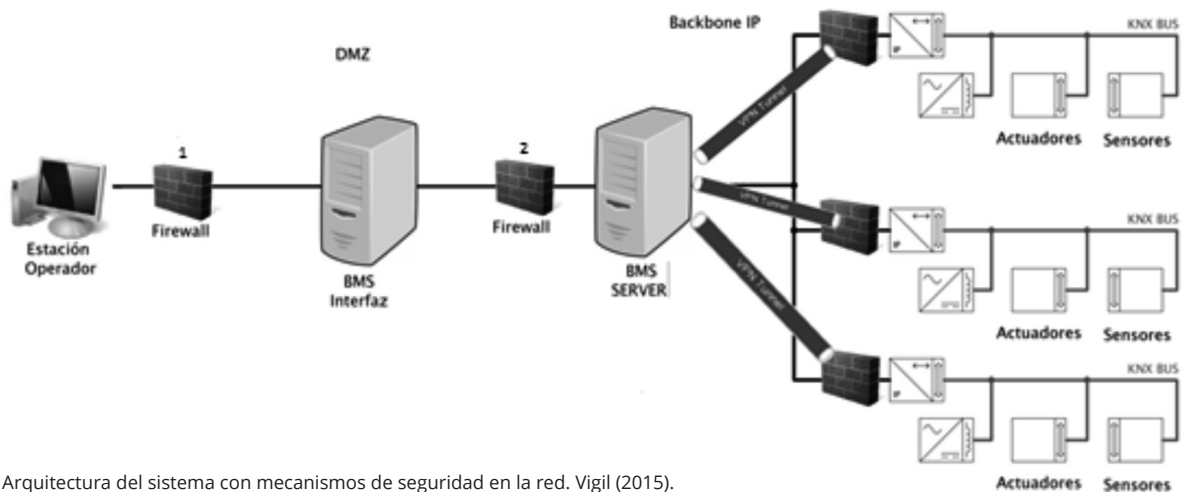 Backbone IP
DMZ
KNX BUS
IP
VPN Tunnel
Actuadores Sensores
1
2
Firewall
Firewall
Estación
Operador
BMS
Interfaz
BMS
SERVER
VPN Tunnel
KNX BUS
IP
VPN Tunnel
Actuadores Sensores
KNX BUS
IP
Actuadores Sensores
Arquitectura del sistema con mecanismos de seguridad en la red. Vigil (2015).